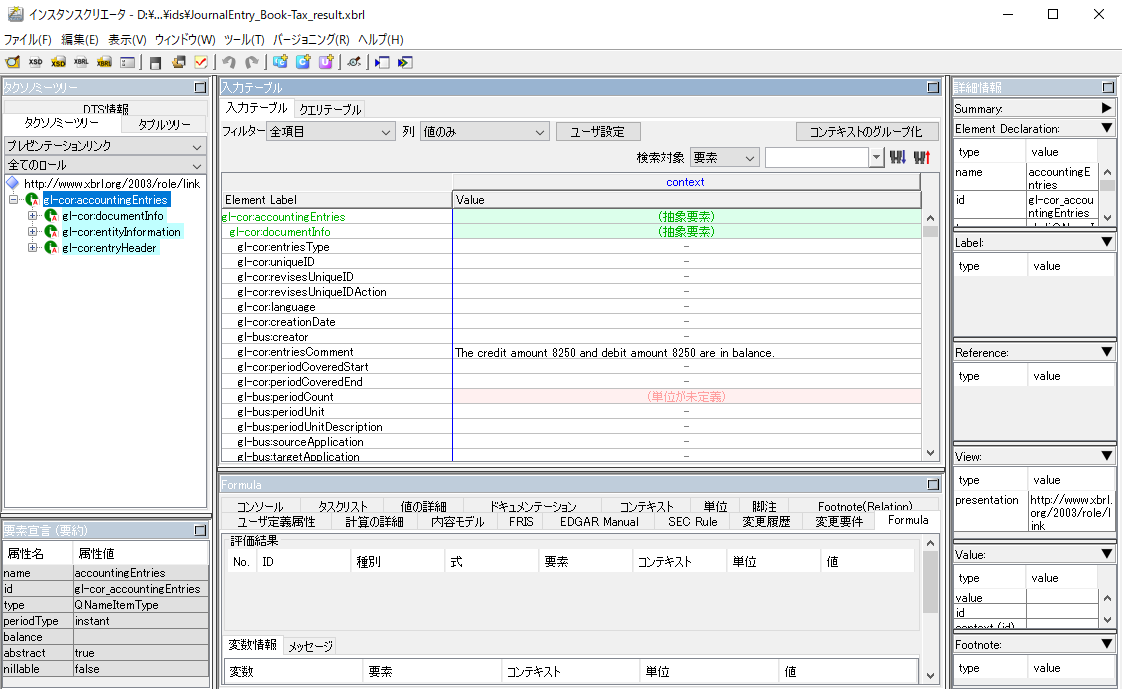 インスタンスクリエータ - D:¥...¥ids¥JournalEntry_Book-Tax_result.xbrl
ファイル(F) 編集(E) 表示(V) ウィンドウ(W) ツール(T) バージョニング(R) ヘルプ(H)
タクソノミーツリー
DTS情報
タクソノミーツリー タプルツリー
プレゼンテーションリンク
全てのロール
http://www.xbrl.org/2003/role/link
gl-cor:accountingEntries
gl-cor:documentInfo
gl-cor:entityInformation
gl-cor:entryHeader
要素宣言 (要約)
属性名 属性値
name accountingEntries
id gl-cor_accountingEntries
type QNameItemType
periodType instant
balance
abstract true
nillable false
入力テーブル
入力テーブル クエリテーブル
フィルター 全項目 列 値のみ ユーザ設定 コンテキストのグループ化
検索対象 要素
context
Element Label Value
gl-cor:accountingEntries (抽象要素)
gl-cor:documentInfo (抽象要素)
gl-cor:entriesType -
gl-cor:uniqueID -
gl-cor:revisesUniqueID -
gl-cor:revisesUniqueIDAction -
gl-cor:language -
gl-cor:creationDate -
gl-bus:creator -
gl-cor:entriesComment The credit amount 8250 and debit amount 8250 are in balance.
gl-cor:periodCoveredStart -
gl-cor:periodCoveredEnd -
gl-bus:periodCount (単位が未定義)
gl-bus:periodUnit -
gl-bus:periodUnitDescription -
gl-bus:sourceApplication -
gl-bus:targetApplication -
Formula
コンソール タスクリスト 値の詳細 ドキュメンテーション コンテキスト 単位 脚注 Footnote(Relation)
ユーザ定義属性 計算の詳細 内容モデル FRIS EDGAR Manual SEC Rule 変更履歴 変更要件 Formula
評価結果
No. ID 種別 式 要素 コンテキスト 単位 値
変数情報 メッセージ
変数 要素 コンテキスト 単位 値
詳細情報
Summary:
Element Declaration:
type value
name accountingE
ntries
id gl-cor_accou
ntingEntries
Label:
type value
Reference:
type value
View:
type value
presentation http://www.xbrl.
org/2003/role/l
ink
Value:
type value
value
id
context (id)
Footnote:
type value